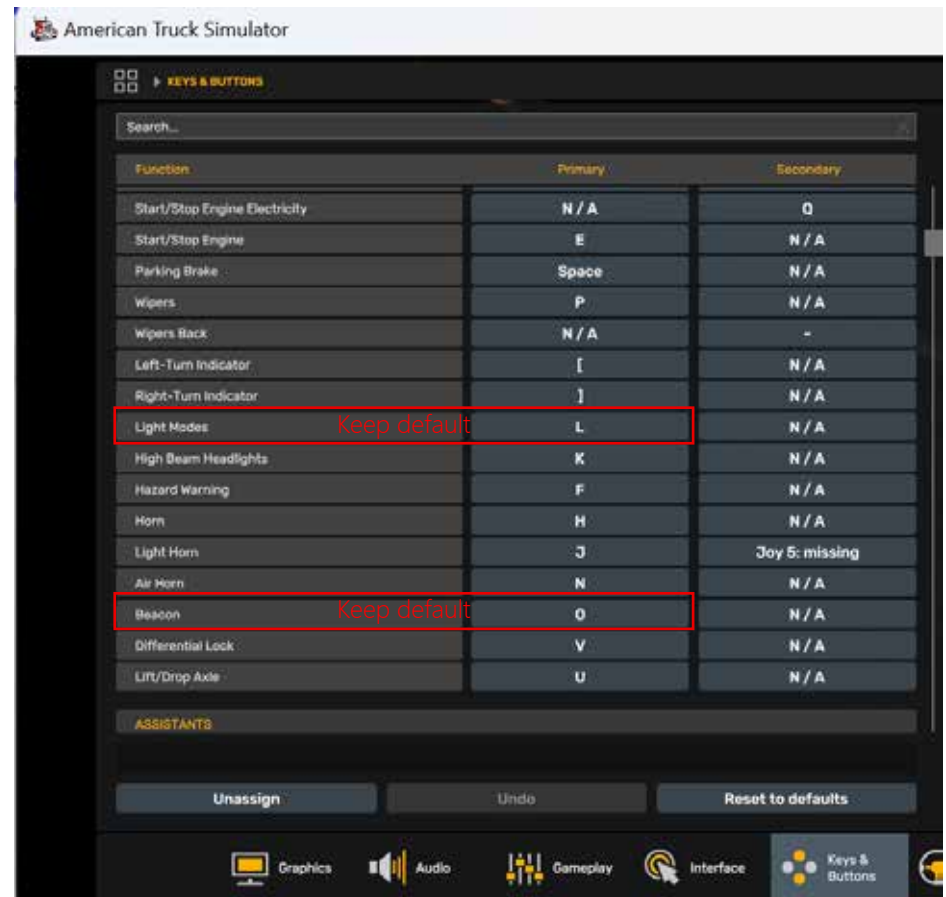 American Truck Simulator
KEYS & BUTTONS
Search...
Function Primary Secondary
Start/Stop Engine Electricity N/A Q
Start/Stop Engine E N/A
Parking Brake Space N/A
Wipers P N/A
Wipers Back N/A -
Left-Turn Indicator [ N/A
Right-Turn Indicator ] N/A
Light Modes Keep default L N/A
High Beam Headlights K N/A
Hazard Warning F N/A
Horn H N/A
Light Horn J Joy 5: missing
Air Horn N N/A
Beacon Keep default O N/A
Differential Lock V N/A
Lift/Drop Axle U N/A
ASSISTANTS
Unassign Undo Reset to defaults
Graphics Audio Gameplay Interface Keys &
Buttons